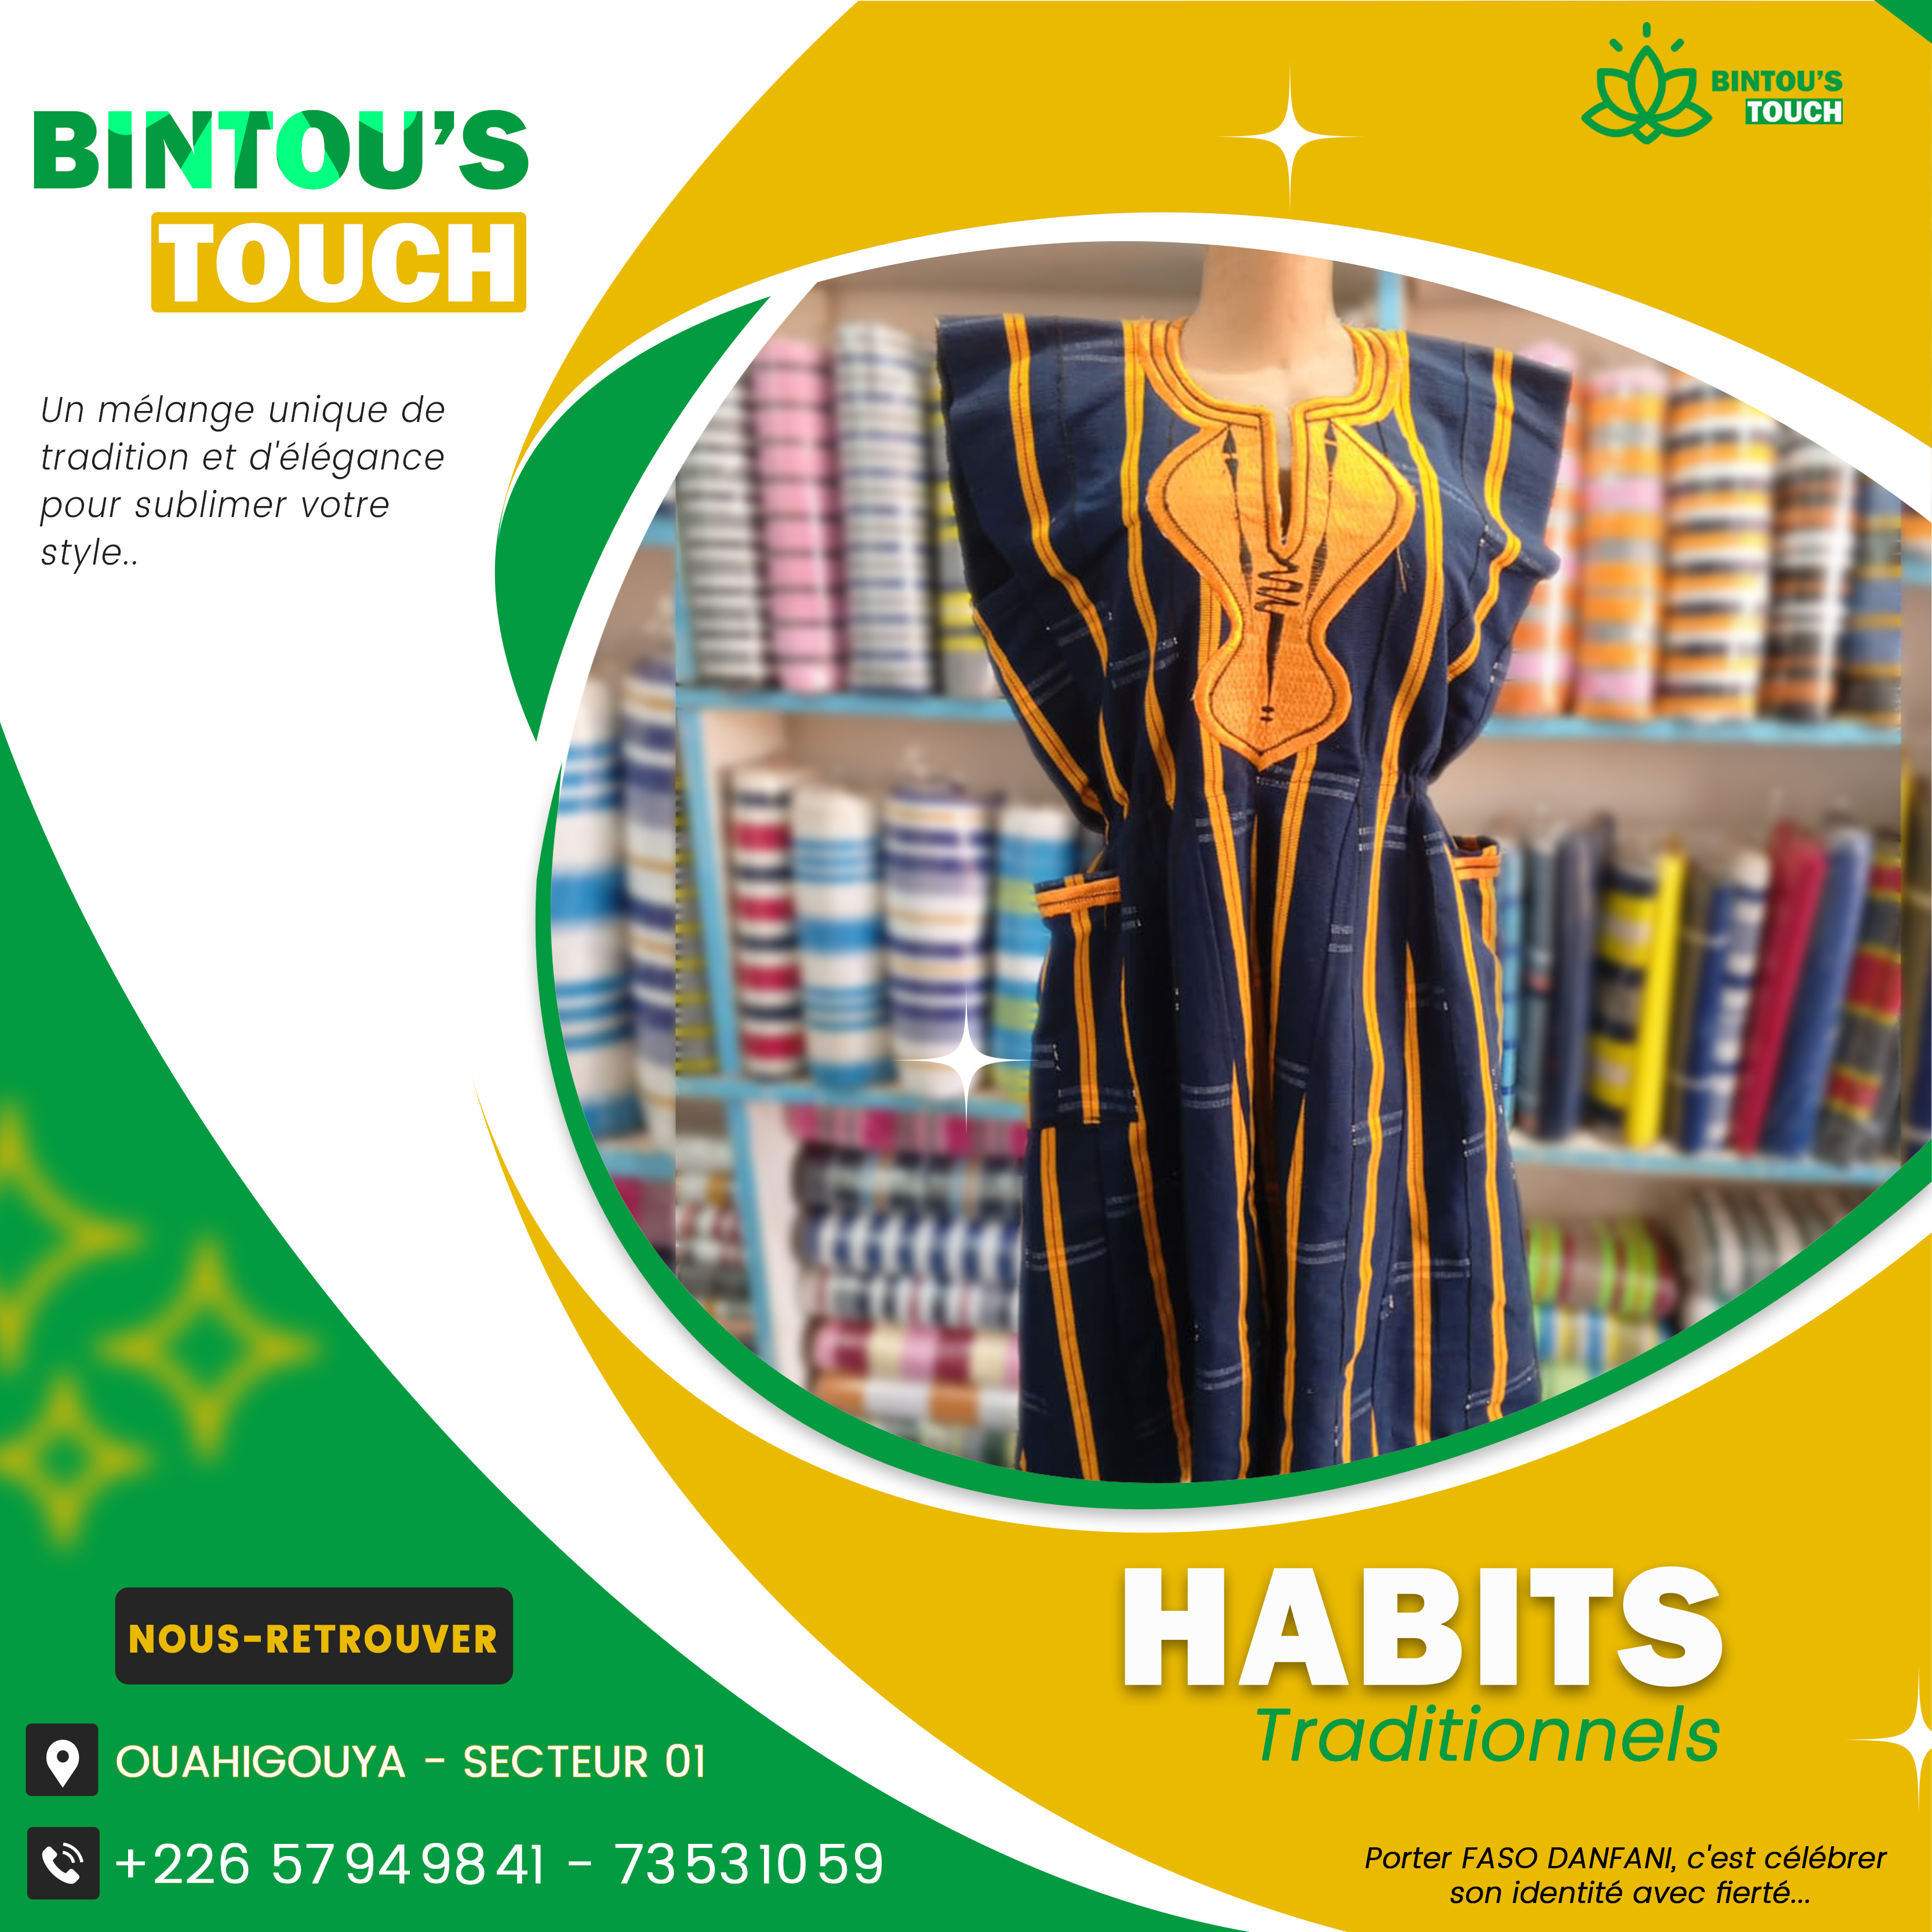 BINTOU'S
TOUCH
BINTOU'S
TOUCH
Un mélange unique de
tradition et d'élégance
pour sublimer votre
style..
HABITS
Traditionnels
NOUS-RETROUVER
OUAHIGOUYA - SECTEUR 01
+226 57 94 98 41 - 73 53 10 59
Porter FASO DANFANI, c'est célébrer
son identité avec fierté...